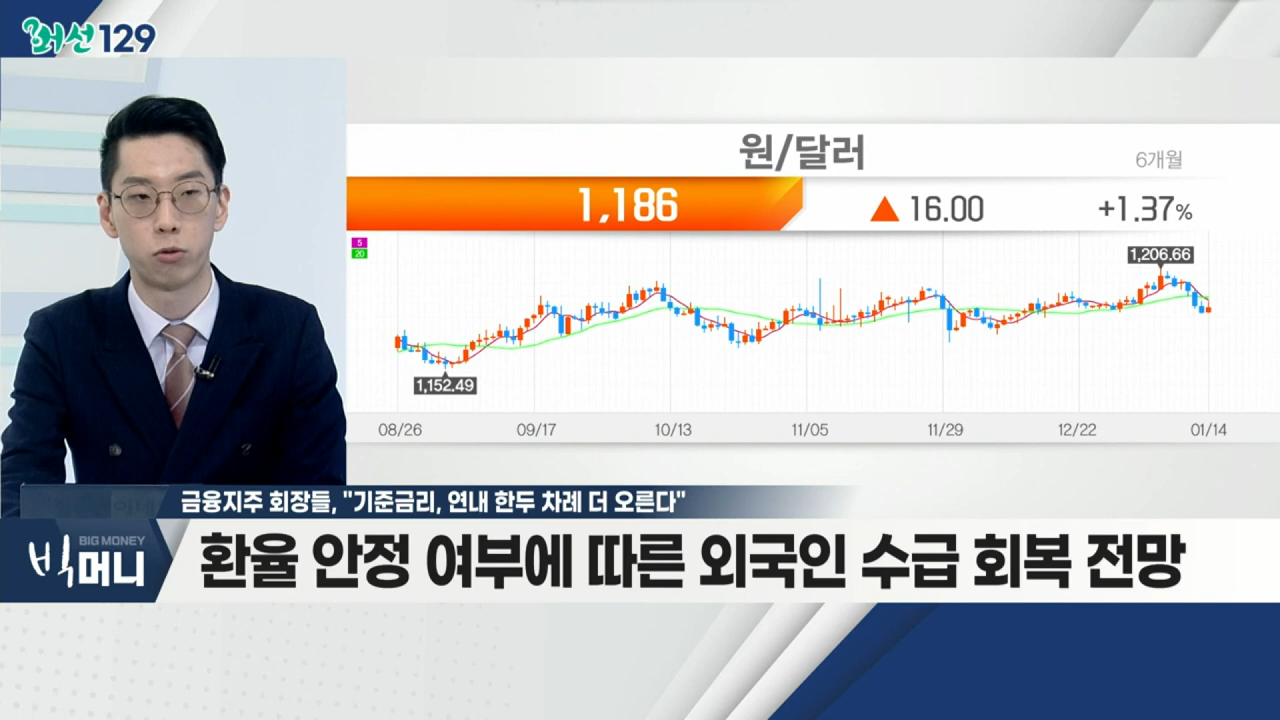 머선129
원/달러
6개월
1,186 ▲ 16.00 +1.37%
5
20
1,206.66
1,152.49
08/26 09/17 10/13 11/05 11/29 12/22 01/14
금융지주 회장들, "기준금리, 연내 한두 차례 더 오른다"
BIG MONEY
빅머니
환율 안정 여부에 따른 외국인 수급 회복 전망